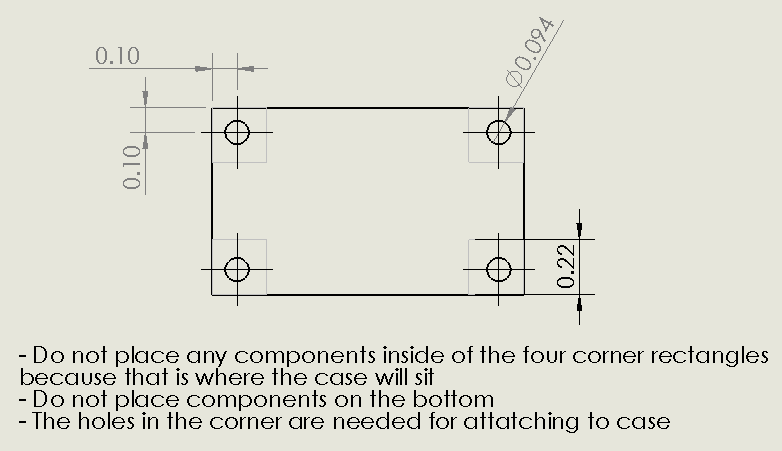 0.10
Ø0.094
0.10
0.22
- Do not place any components inside of the four corner rectangles
because that is where the case will sit
- Do not place components on the bottom
- The holes in the corner are needed for attatching to case